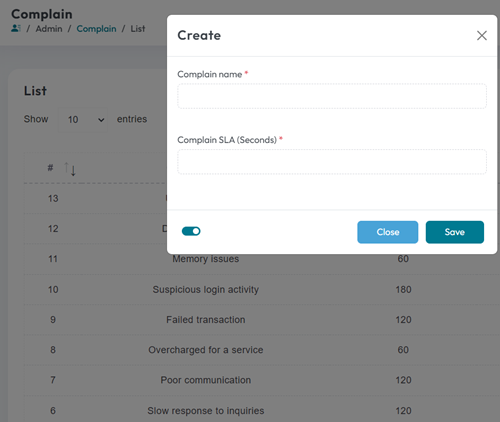 Complain
/ Admin / Complain / List
Create
Complain name *
Complain SLA (Seconds) *
Close
Save
List
Show 10 entries
#
13
12
11 Memory issues 60
10 Suspicious login activity 180
9 Failed transaction 120
8 Overcharged for a service 60
7 Poor communication 120
6 Slow response to inquiries 120